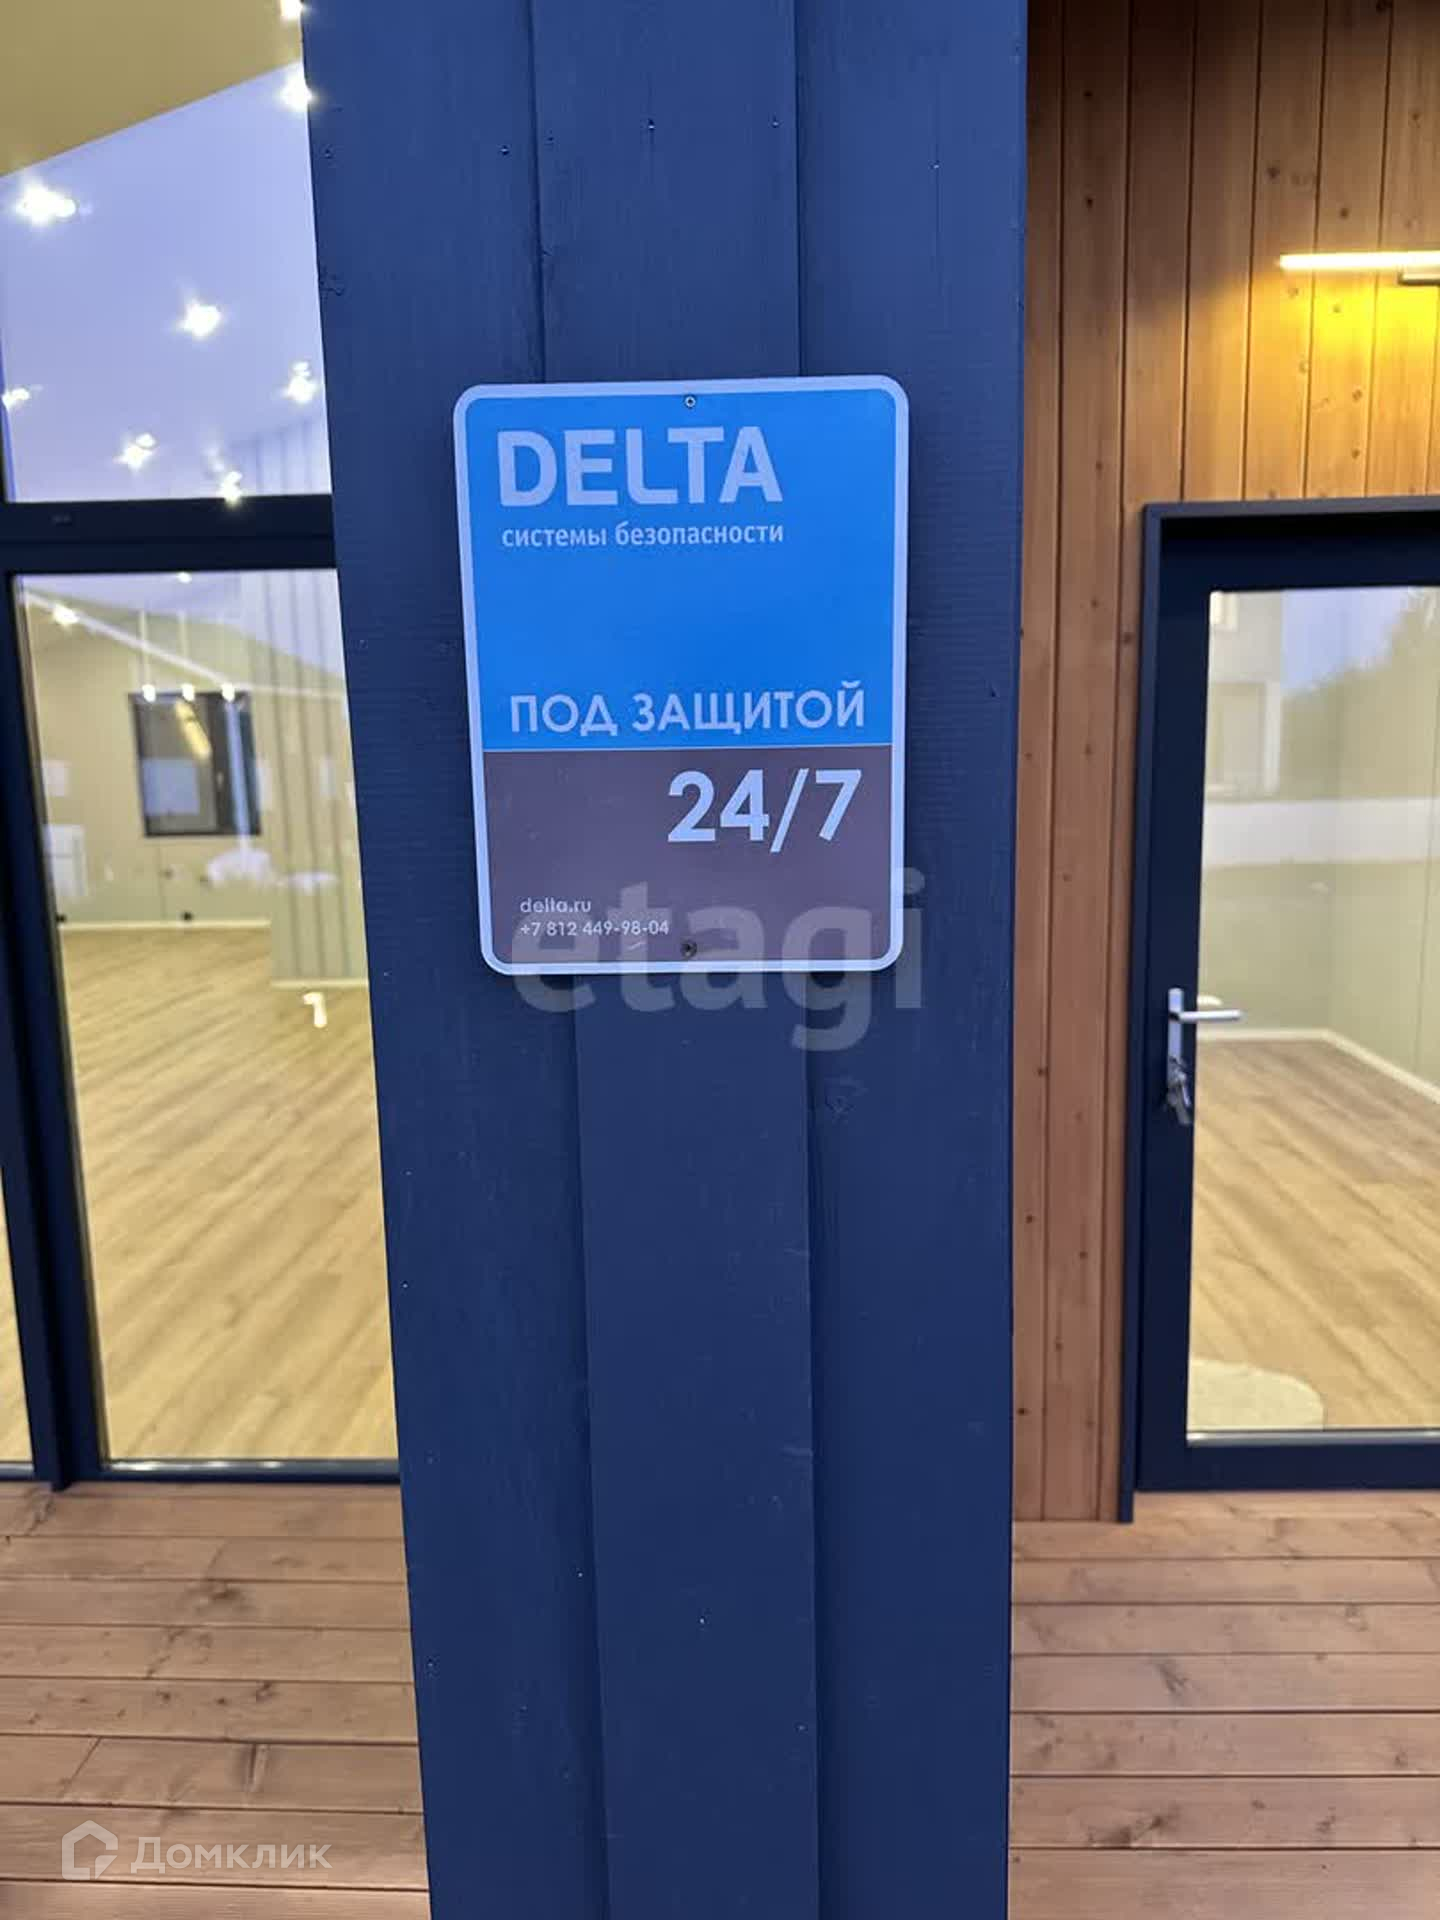 DELTA
системы безопасности
ПОД ЗАЩИТОЙ
24/7
delta.ru
+7 812 449-98-04
etagi
Домклик